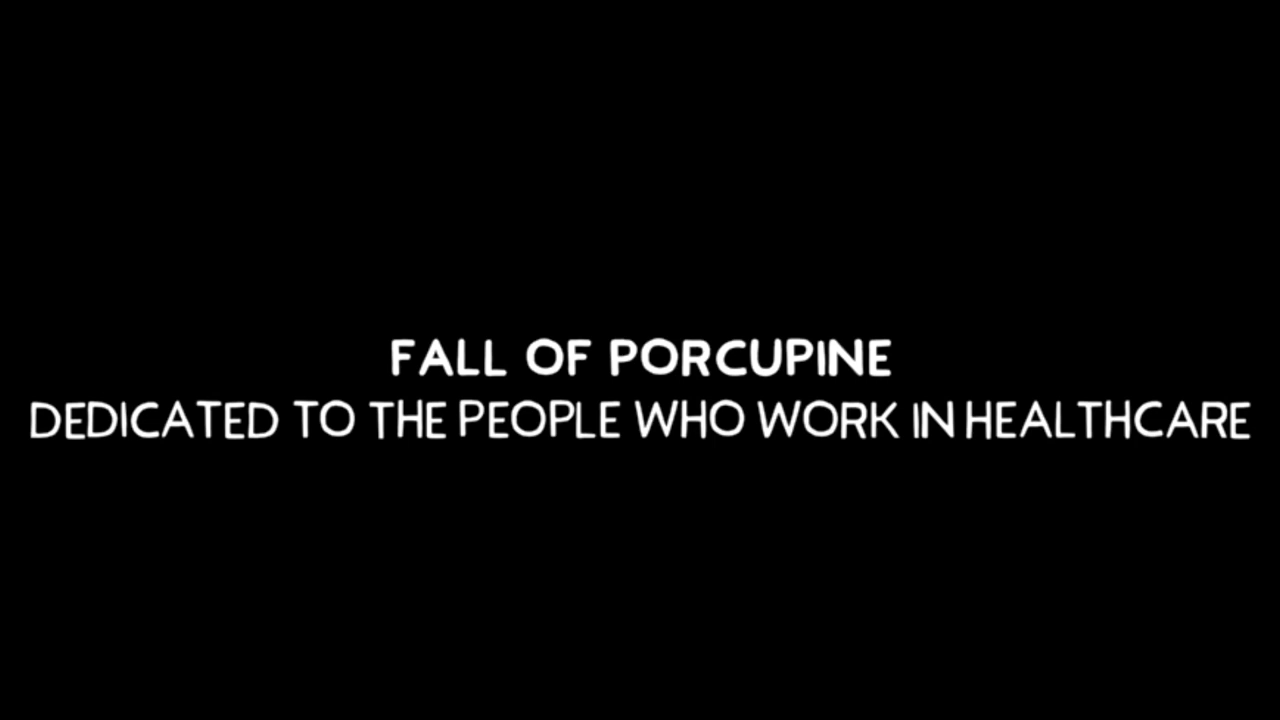 FALL OF PORCUPINE
DEDICATED TO THE PEOPLE WHO WORK IN HEALTHCARE